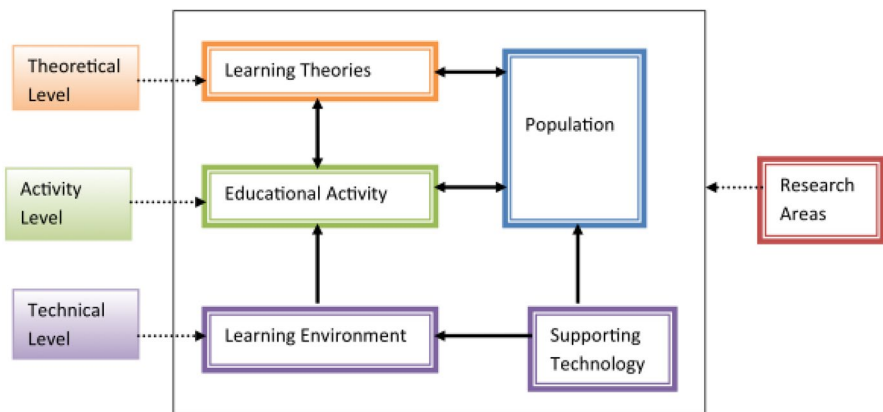 Theoretical
Level
Learning Theories
Population
Activity
Level
Educational Activity
Research
Areas
Technical
Level
Learning Environment
Supporting
Technology